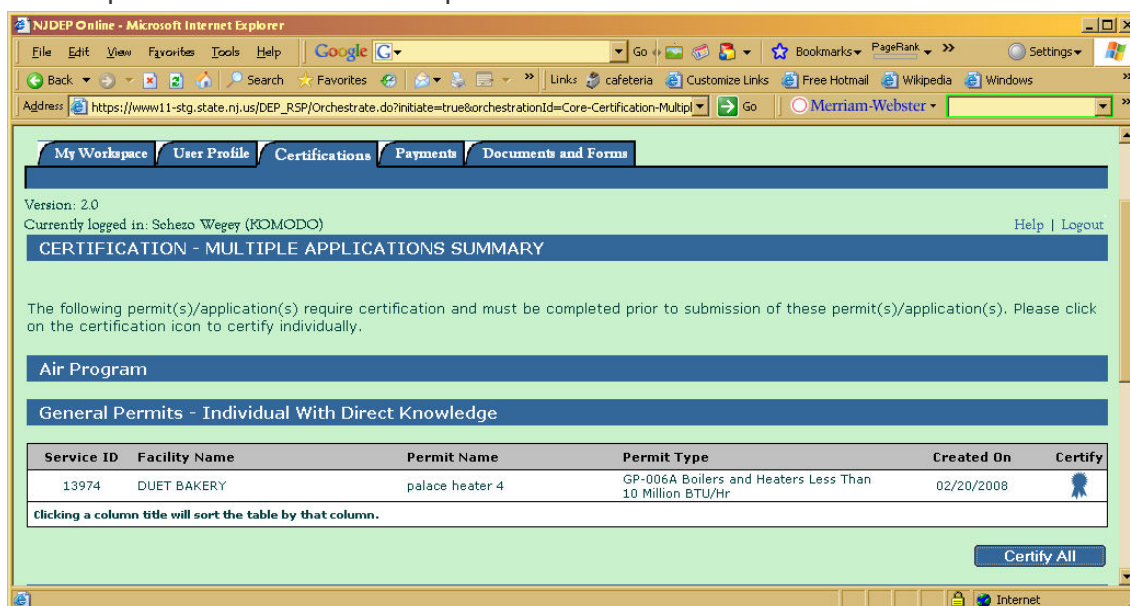 NJDEP Online - Microsoft Internet Explorer
File Edit View Favorites Tools Help Google G Go Bookmarks PageRank » Settings
Back Search Favorites » Links cafeteria Customize Links Free Hotmail Wikipedia Windows »
Address https://www11-stg.state.nj.us/DEP_RSP/Orchestrate.do?initiate=true&orchestrationId=Core-Certification-Multipl Go Merriam-Webster »
My Workspace User Profile Certifications Payments Documents and Forms
Version: 2.0
Currently logged in: Schezo Wegey (KOMODO) Help | Logout
CERTIFICATION - MULTIPLE APPLICATIONS SUMMARY
The following permit(s)/application(s) require certification and must be completed prior to submission of these permit(s)/application(s). Please click
on the certification icon to certify individually.
Air Program
General Permits - Individual With Direct Knowledge
Service ID Facility Name Permit Name Permit Type Created On Certify
13974 DUET BAKERY palace heater 4 GP-006A Boilers and Heaters Less Than 02/20/2008
10 Million BTU/Hr
Clicking a column title will sort the table by that column.
Certify All
Internet